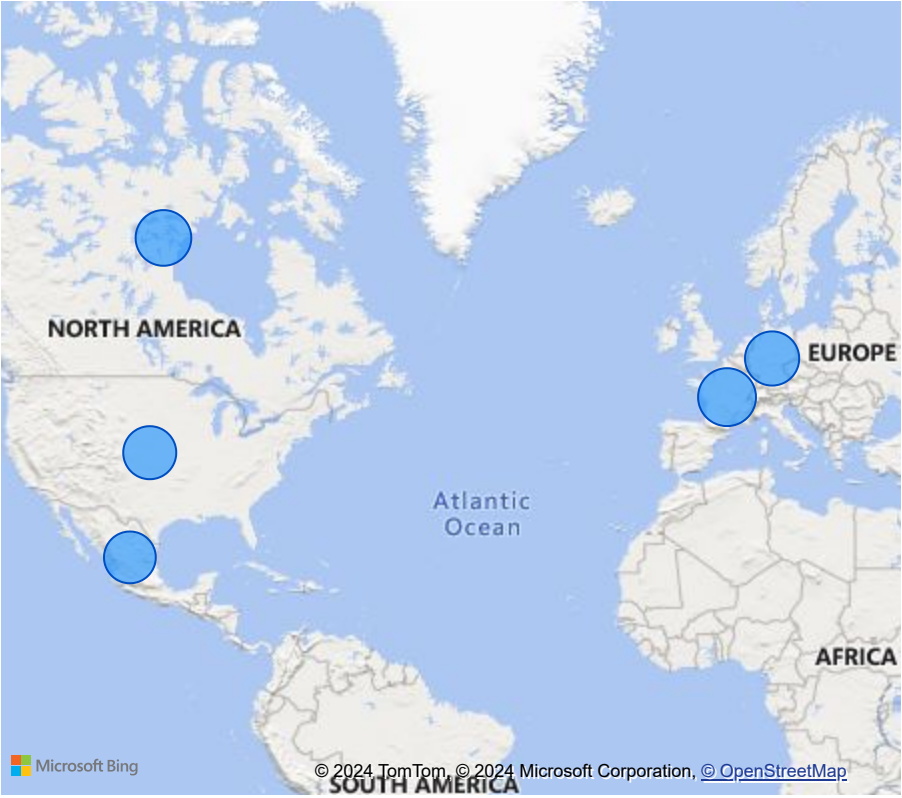 NORTH AMERICA
EUROPE
Atlantic
Ocean
AFRICA
Microsoft Bing
© 2024 TomTom, © 2024 Microsoft Corporation, © OpenStreetMap
SOUTH AMERICA